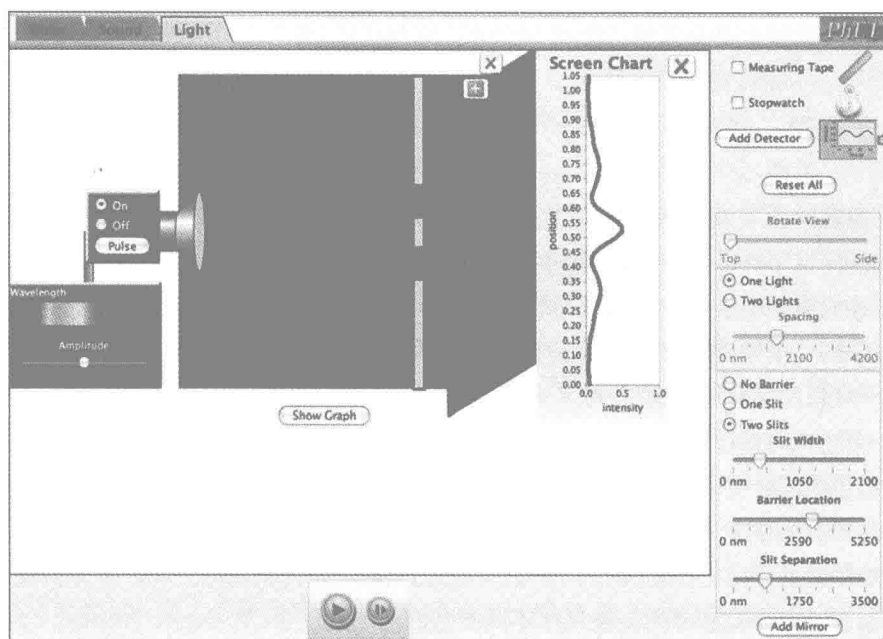 Sound
Light
PhET
Screen Chart
1.05
1.00
0.95
0.90
0.85
0.80
0.75
0.70
0.65
0.60
0.55
0.50
0.45
0.40
0.35
0.30
0.25
0.20
0.15
0.10
0.05
0.00
position
0.0 0.5 1.0
intensity
On
Off
Pulse
Wavelength
Amplitude
Show Graph
Measuring Tape
Stopwatch
Add Detector
Reset All
Rotate View
Top Side
One Light
Two Lights
Spacing
0 nm 2100 4200
No Barrier
One Slit
Two Slits
Slit Width
0 nm 1050 2100
Barrier Location
0 nm 2590 5250
Slit Separation
0 nm 1750 3500
Add Mirror